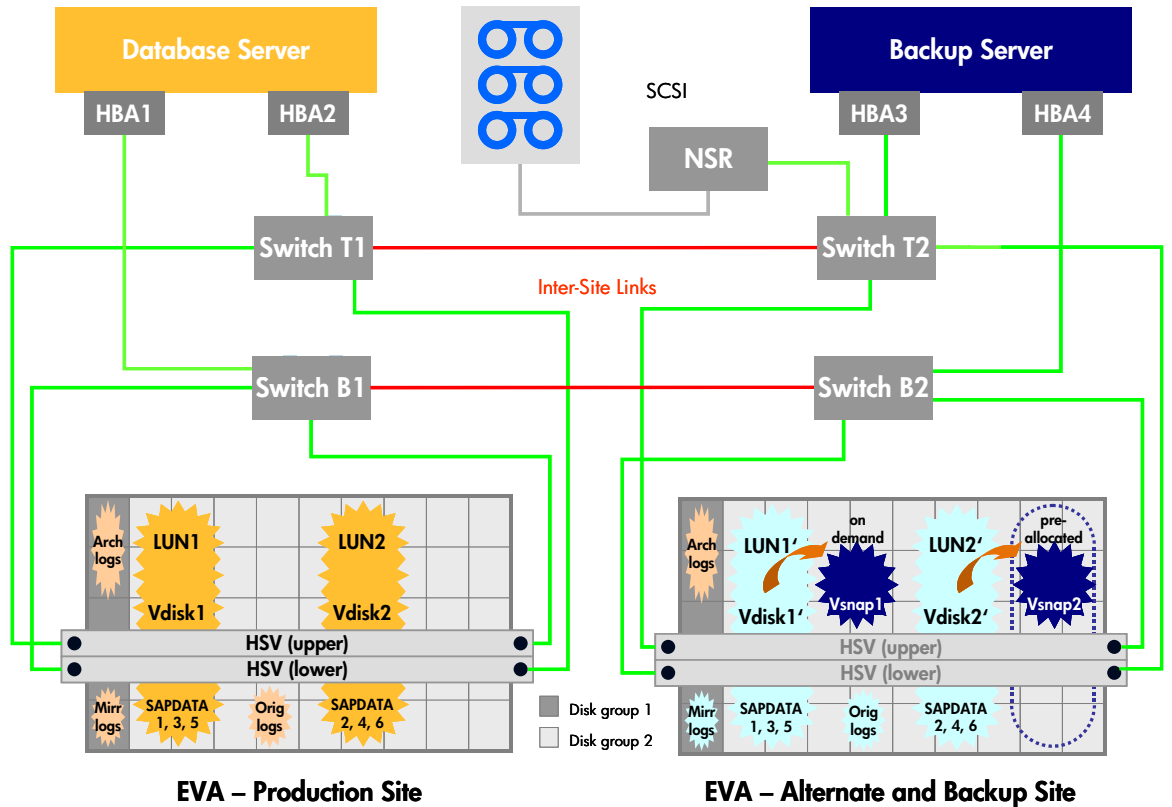 Database Server
Backup Server
HBA1
HBA2
SCSI
HBA3
HBA4
NSR
Switch T1
Switch T2
Inter-Site Links
Switch B1
Switch B2
Arch
logs
LUN1
Vdisk1
LUN2
Vdisk2
HSV (upper)
HSV (lower)
Mirr
logs
SAPDATA
1, 3, 5
Orig
logs
SAPDATA
2, 4, 6
Disk group 1
Disk group 2
Arch
logs
LUN1‘
Vdisk1‘
on
demand
Vsnap1
LUN2‘
Vdisk2‘
pre-
allocated
Vsnap2
HSV (upper)
HSV (lower)
Mirr
logs
SAPDATA
1, 3, 5
Orig
logs
SAPDATA
2, 4, 6
EVA – Production Site
EVA – Alternate and Backup Site